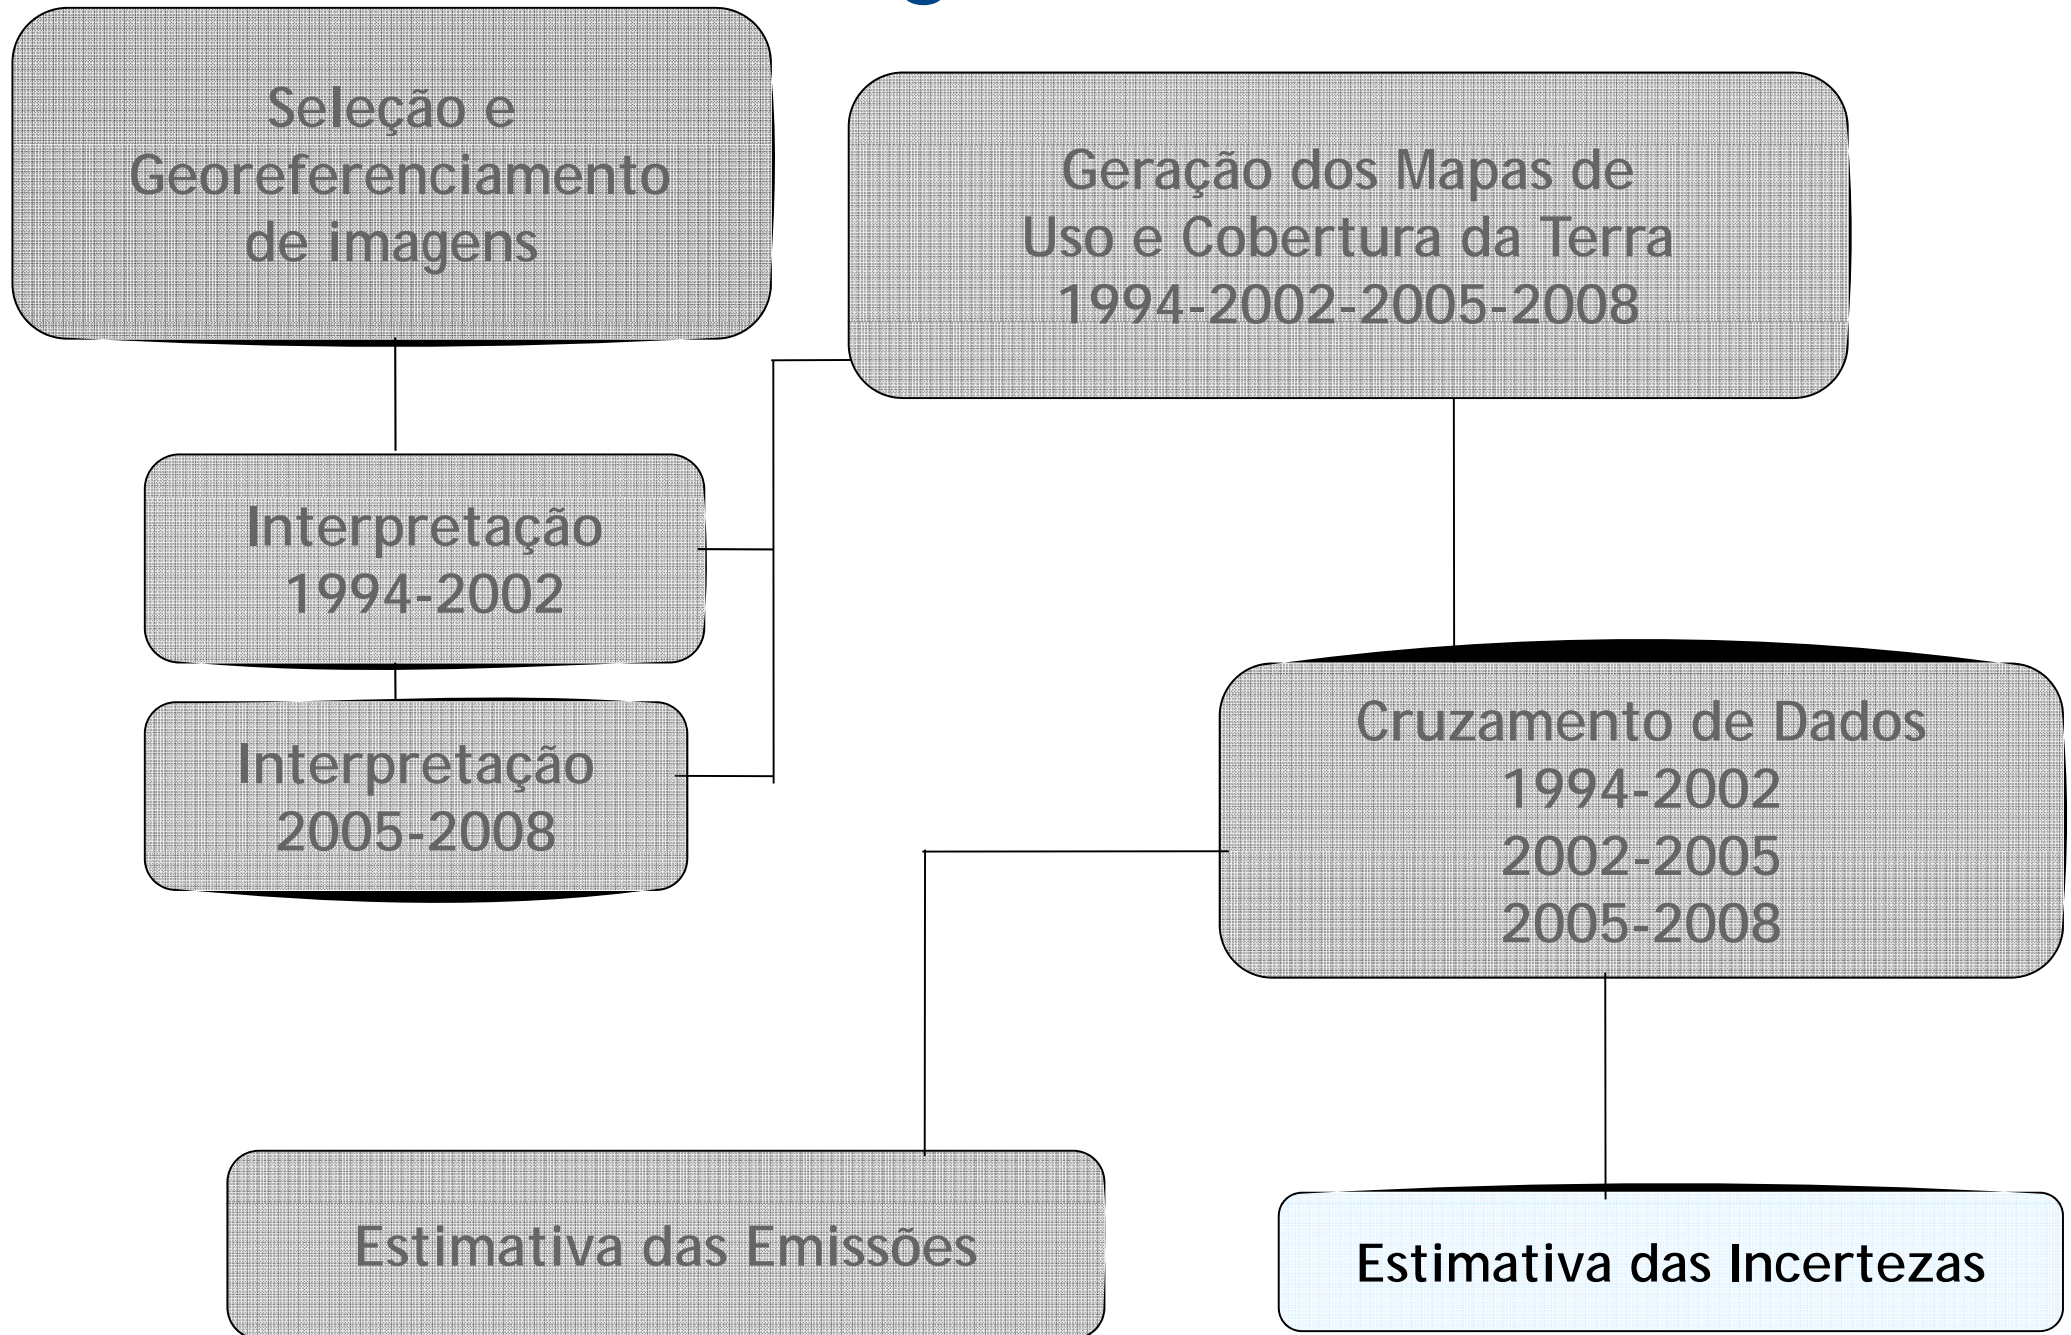 Seleção e
Georeferenciamento
de imagens
Geração dos Mapas de
Uso e Cobertura da Terra
1994-2002-2005-2008
Interpretação
1994-2002
Interpretação
2005-2008
Cruzamento de Dados
1994-2002
2002-2005
2005-2008
Estimativa das Emissões
Estimativa das Incertezas